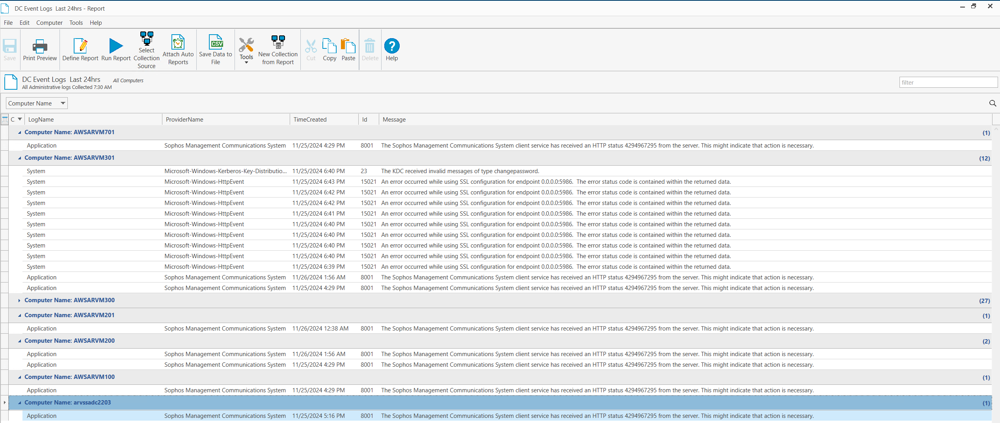 DC Event Logs  Last 24hrs - Report
File Edit Computer Tools Help
Save
Print Preview
Define Report
Run Report
Select
Collection
Source
Attach Auto
Reports
CSV
Save Data to
File
Tools
New Collection
from Report
Cut
Copy
Paste
Delete
?
Help
DC Event Logs  Last 24hrs All Computers
All Administrative logs Collected 7:30 AM
filter
Computer Name
C. LogName ProviderName TimeCreated Id Message
Computer Name: AWSARVM701 (1)
Application Sophos Management Communications System 11/25/2024 4:29 PM 8001 The Sophos Management Communications System client service has received an HTTP status 4294967295 from the server. This might indicate that action is necessary.
Computer Name: AWSARVM301 (12)
System Microsoft-Windows-Kerberos-Key-Distributio... 11/25/2024 6:40 PM 23 The KDC received invalid messages of type changepassword.
System Microsoft-Windows-HttpEvent 11/25/2024 6:43 PM 15021 An error occurred while using SSL configuration for endpoint 0.0.0.0:5986.  The error status code is contained within the returned data.
System Microsoft-Windows-HttpEvent 11/25/2024 6:42 PM 15021 An error occurred while using SSL configuration for endpoint 0.0.0.0:5986.  The error status code is contained within the returned data.
System Microsoft-Windows-HttpEvent 11/25/2024 6:42 PM 15021 An error occurred while using SSL configuration for endpoint 0.0.0.0:5986.  The error status code is contained within the returned data.
System Microsoft-Windows-HttpEvent 11/25/2024 6:41 PM 15021 An error occurred while using SSL configuration for endpoint 0.0.0.0:5986.  The error status code is contained within the returned data.
System Microsoft-Windows-HttpEvent 11/25/2024 6:40 PM 15021 An error occurred while using SSL configuration for endpoint 0.0.0.0:5986.  The error status code is contained within the returned data.
System Microsoft-Windows-HttpEvent 11/25/2024 6:40 PM 15021 An error occurred while using SSL configuration for endpoint 0.0.0.0:5986.  The error status code is contained within the returned data.
System Microsoft-Windows-HttpEvent 11/25/2024 6:40 PM 15021 An error occurred while using SSL configuration for endpoint 0.0.0.0:5986.  The error status code is contained within the returned data.
System Microsoft-Windows-HttpEvent 11/25/2024 6:40 PM 15021 An error occurred while using SSL configuration for endpoint 0.0.0.0:5986.  The error status code is contained within the returned data.
System Microsoft-Windows-HttpEvent 11/25/2024 6:39 PM 15021 An error occurred while using SSL configuration for endpoint 0.0.0.0:5986.  The error status code is contained within the returned data.
Application Sophos Management Communications System 11/26/2024 1:56 AM 8001 The Sophos Management Communications System client service has received an HTTP status 4294967295 from the server. This might indicate that action is necessary.
Application Sophos Management Communications System 11/25/2024 4:29 PM 8001 The Sophos Management Communications System client service has received an HTTP status 4294967295 from the server. This might indicate that action is necessary.
Computer Name: AWSARVM300 (27)
Computer Name: AWSARVM201 (1)
Application Sophos Management Communications System 11/26/2024 12:38 AM 8001 The Sophos Management Communications System client service has received an HTTP status 4294967295 from the server. This might indicate that action is necessary.
Computer Name: AWSARVM200 (2)
Application Sophos Management Communications System 11/26/2024 1:56 AM 8001 The Sophos Management Communications System client service has received an HTTP status 4294967295 from the server. This might indicate that action is necessary.
Application Sophos Management Communications System 11/25/2024 4:29 PM 8001 The Sophos Management Communications System client service has received an HTTP status 4294967295 from the server. This might indicate that action is necessary.
Computer Name: AWSARVM100 (1)
Application Sophos Management Communications System 11/25/2024 4:29 PM 8001 The Sophos Management Communications System client service has received an HTTP status 4294967295 from the server. This might indicate that action is necessary.
Computer Name: arvssadc2203 (1)
Application Sophos Management Communications System 11/25/2024 5:16 PM 8001 The Sophos Management Communications System client service has received an HTTP status 4294967295 from the server. This might indicate that action is necessary.